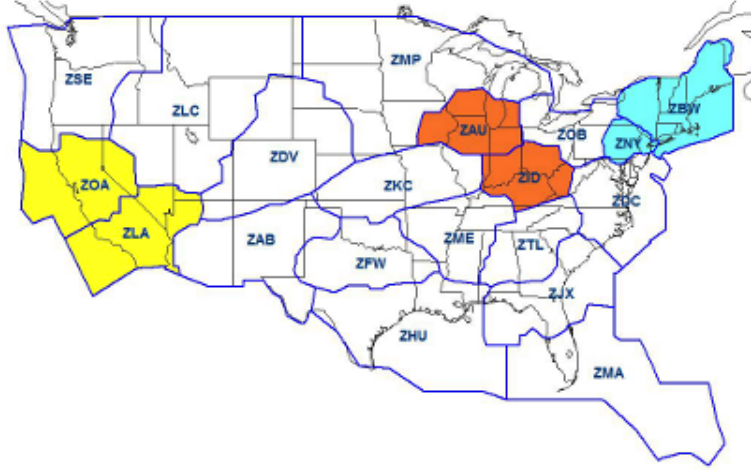 ZMP
ZSE
ZLC
ZBW
ZAU
ZOB
ZNY
ZDV
ZID
ZOA
ZKC
ZDC
ZLA
ZAB
ZME
ZTL
ZFW
ZJX
ZHU
ZMA